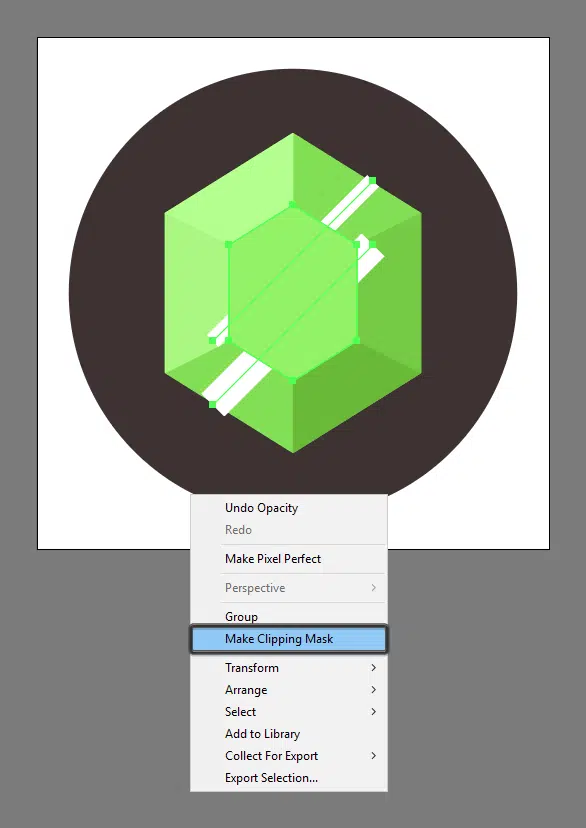 Undo Opacity
Redo
Make Pixel Perfect
Perspective
Group
Make Clipping Mask
Transform
Arrange
Select
Add to Library
Collect For Export
Export Selection...